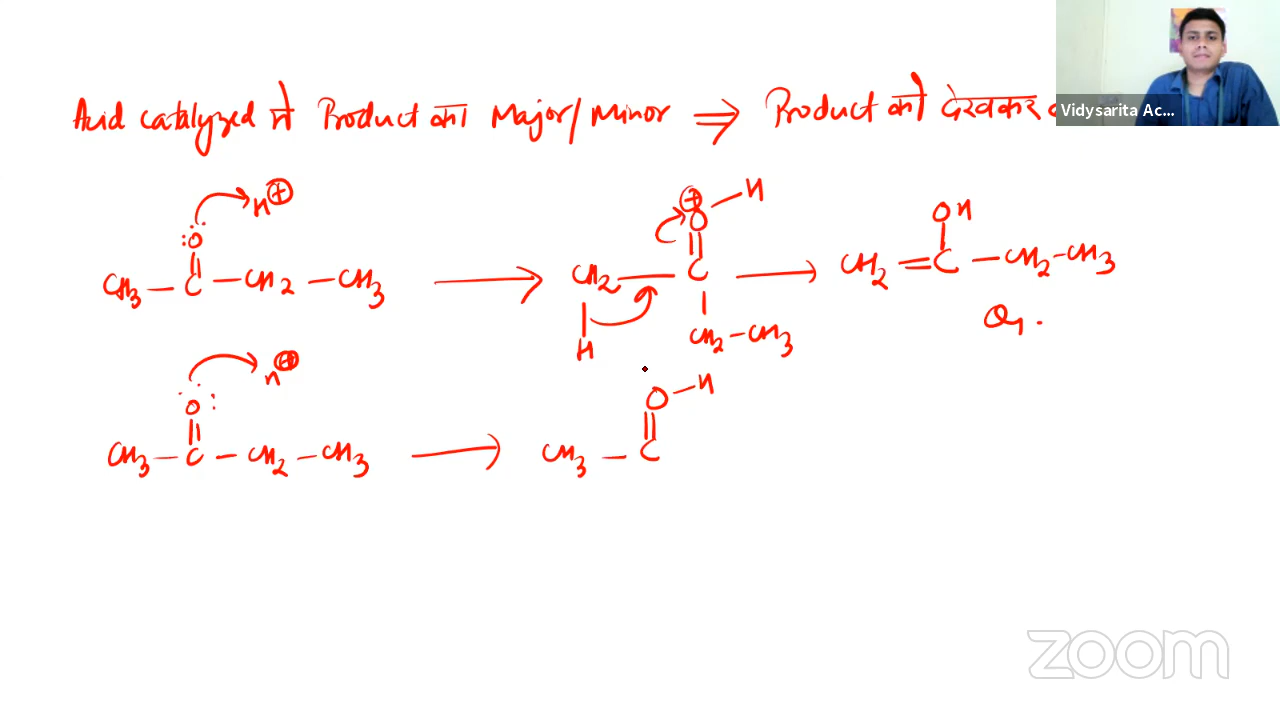 Acid catalyzed में Product का Major/Minor ⇒ Product को देखकर
Vidysarita Ac...
H⊕
:O:
CH3 — C — CH2 — CH3
⊕
O — H
CH2 — C
H
CH2 — CH3
OH
CH2 = C — CH2 — CH3
H⊕
O:
CH3 — C — CH2 — CH3
O — H
CH3 — C
zoom